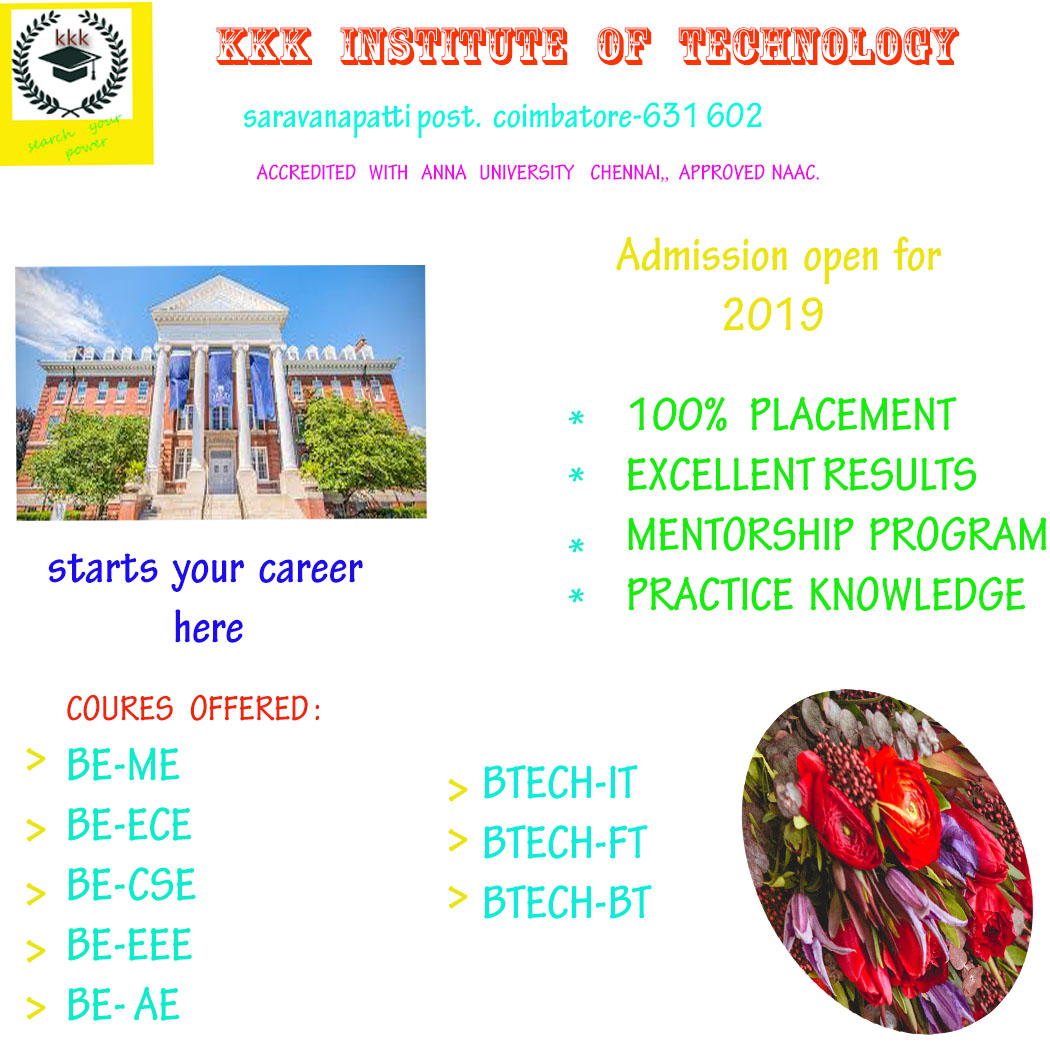 kkk
search your
power
KKK INSTITUTE OF TECHNOLOGY
saravanapatti post. coimbatore-631 602
ACCREDITED WITH ANNA UNIVERSITY CHENNAI,, APPROVED NAAC.
Admission open for
2019
* 100% PLACEMENT
* EXCELLENT RESULTS
* MENTORSHIP PROGRAM
* PRACTICE KNOWLEDGE
starts your career
here
COURES OFFERED :
> BE-ME
> BE-ECE
> BE-CSE
> BE-EEE
> BE- AE
> BTECH-IT
> BTECH-FT
> BTECH-BT